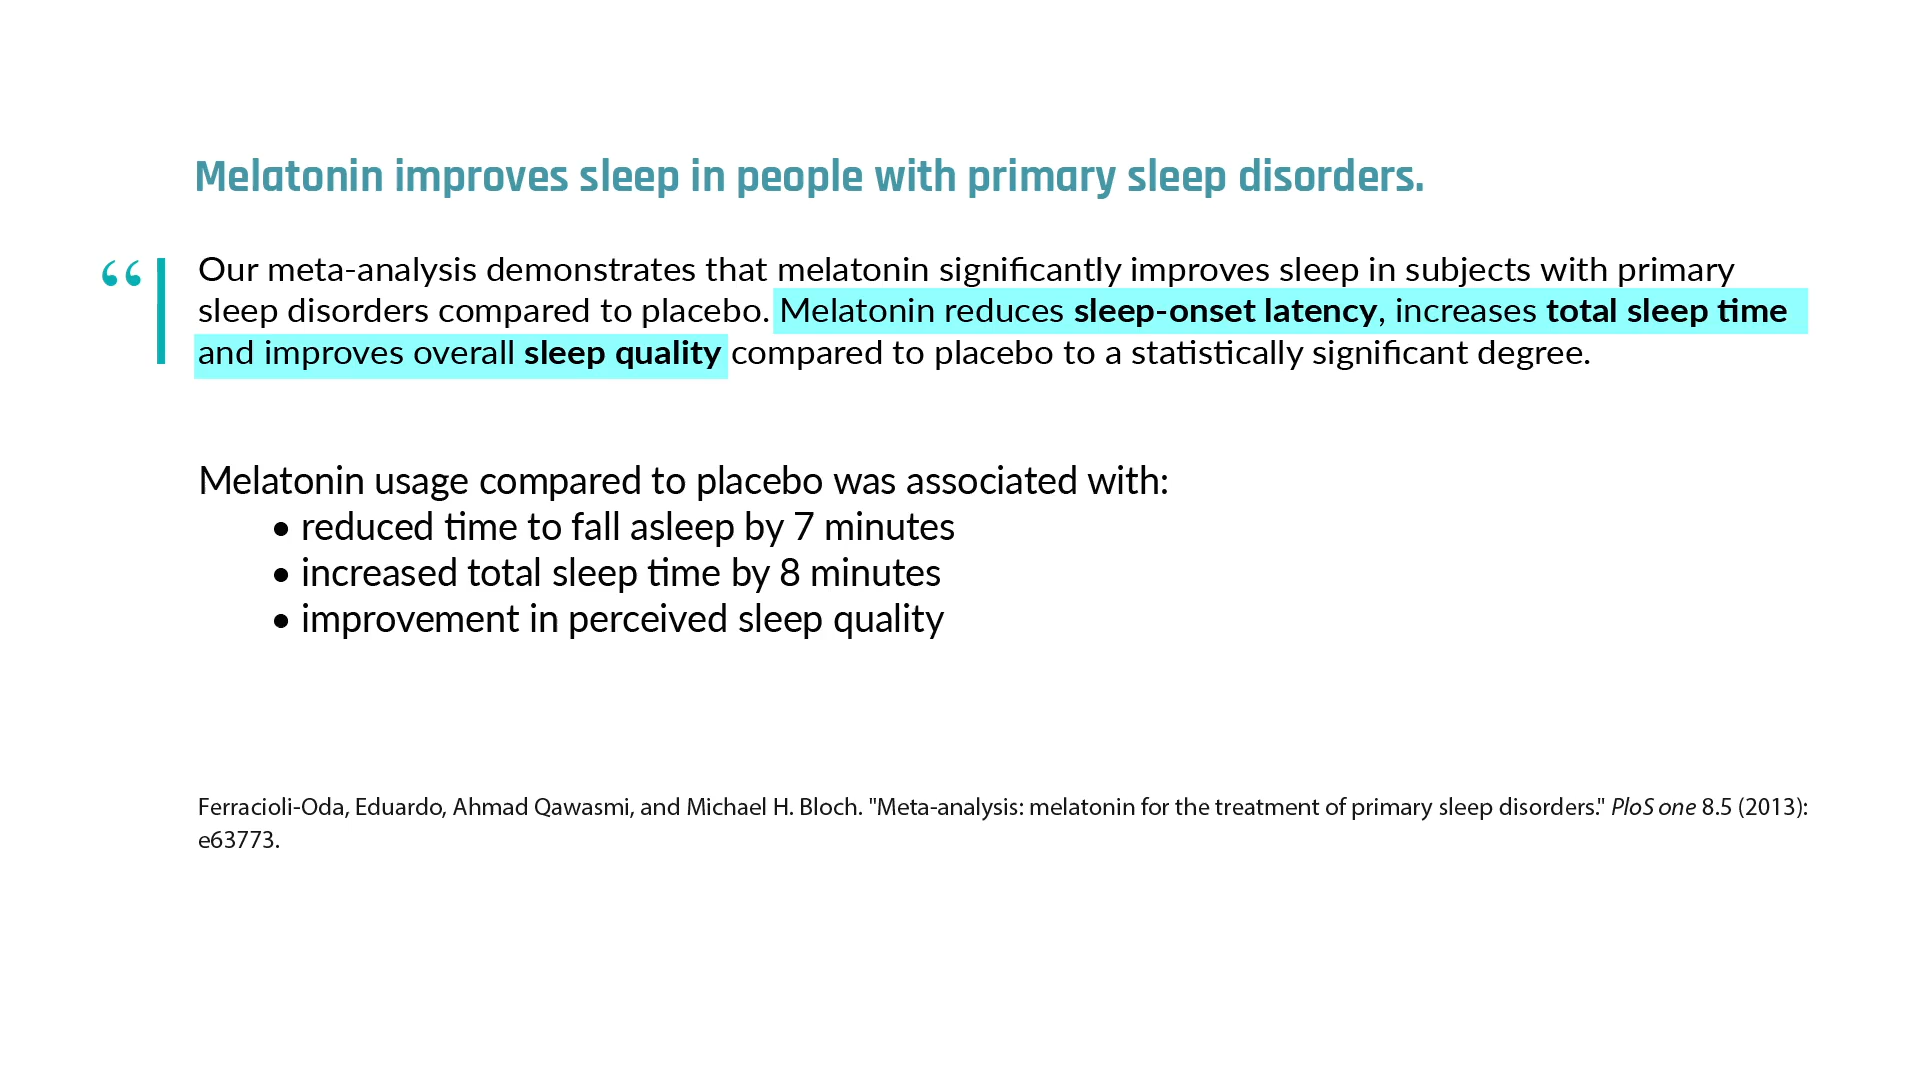 Melatonin improves sleep in people with primary sleep disorders.
“
Our meta-analysis demonstrates that melatonin significantly improves sleep in subjects with primary
sleep disorders compared to placebo. Melatonin reduces sleep-onset latency, increases total sleep time
and improves overall sleep quality compared to placebo to a statistically significant degree.
Melatonin usage compared to placebo was associated with:
• reduced time to fall asleep by 7 minutes
• increased total sleep time by 8 minutes
• improvement in perceived sleep quality
Ferracioli-Oda, Eduardo, Ahmad Qawasmi, and Michael H. Bloch. "Meta-analysis: melatonin for the treatment of primary sleep disorders." PloS one 8.5 (2013):
e63773.